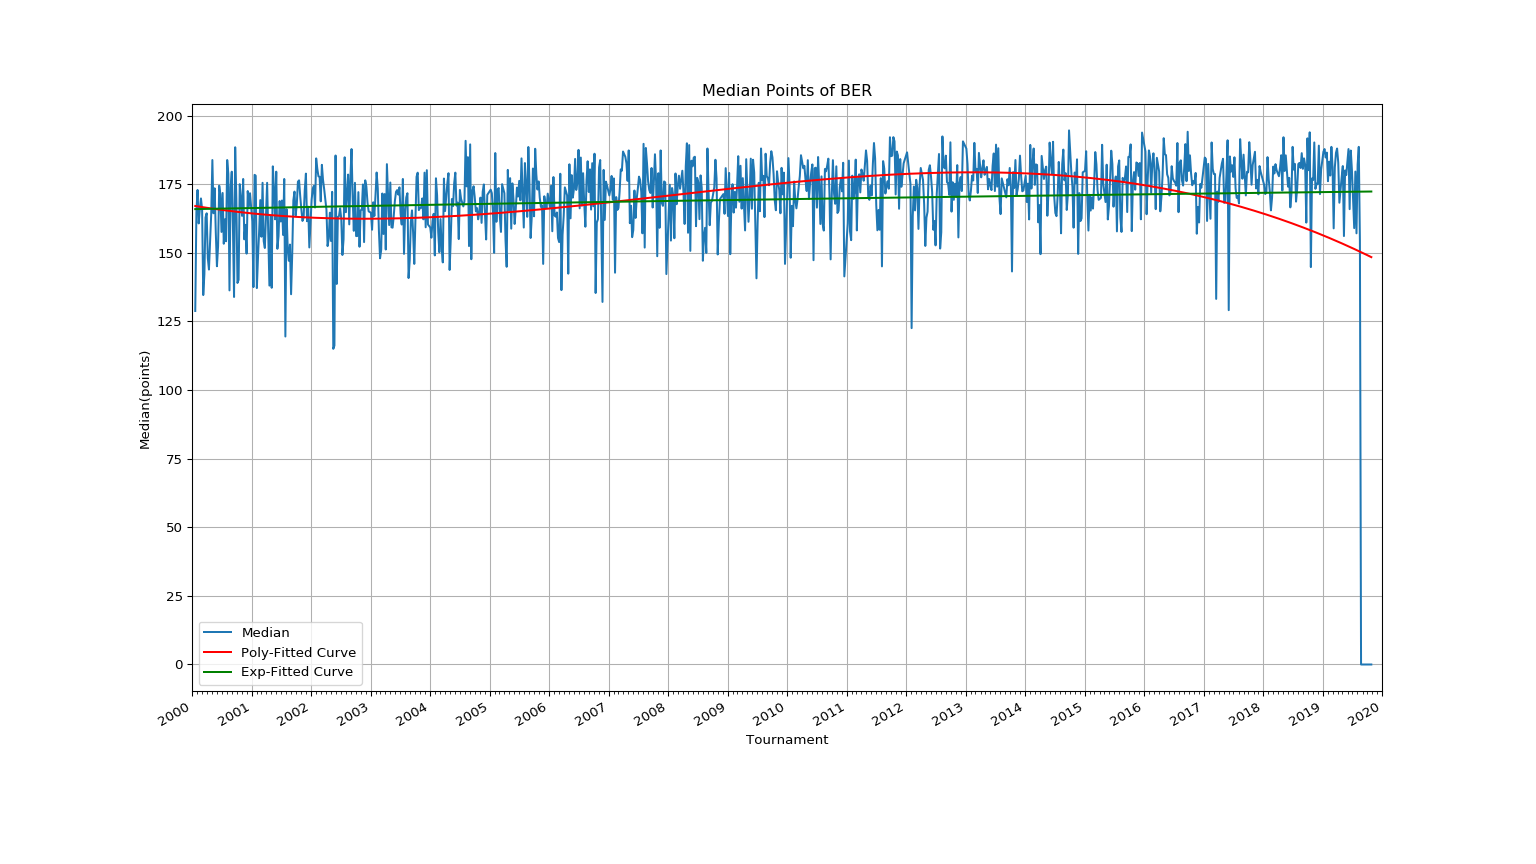 Median Points of BER
200
175
150
125
100
75
50
25
0
Median(points)
Median
Poly-Fitted Curve
Exp-Fitted Curve
2000 2001 2002 2003 2004 2005 2006 2007 2008 2009 2010 2011 2012 2013 2014 2015 2016 2017 2018 2019 2020
Tournament